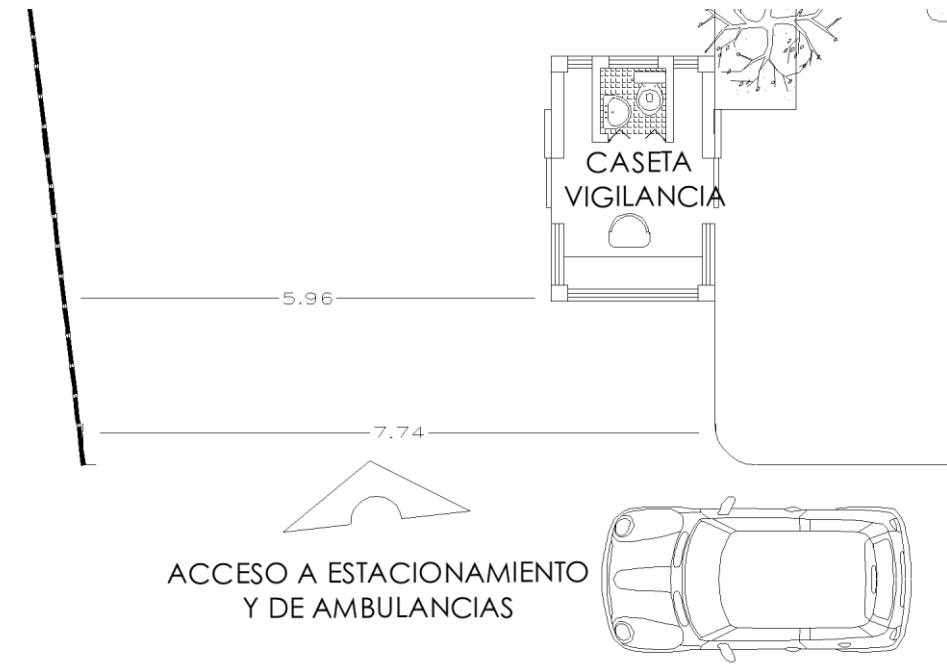 CASETA
VIGILANCIA
5.96
7.74
ACCESO A ESTACIONAMIENTO
Y DE AMBULANCIAS